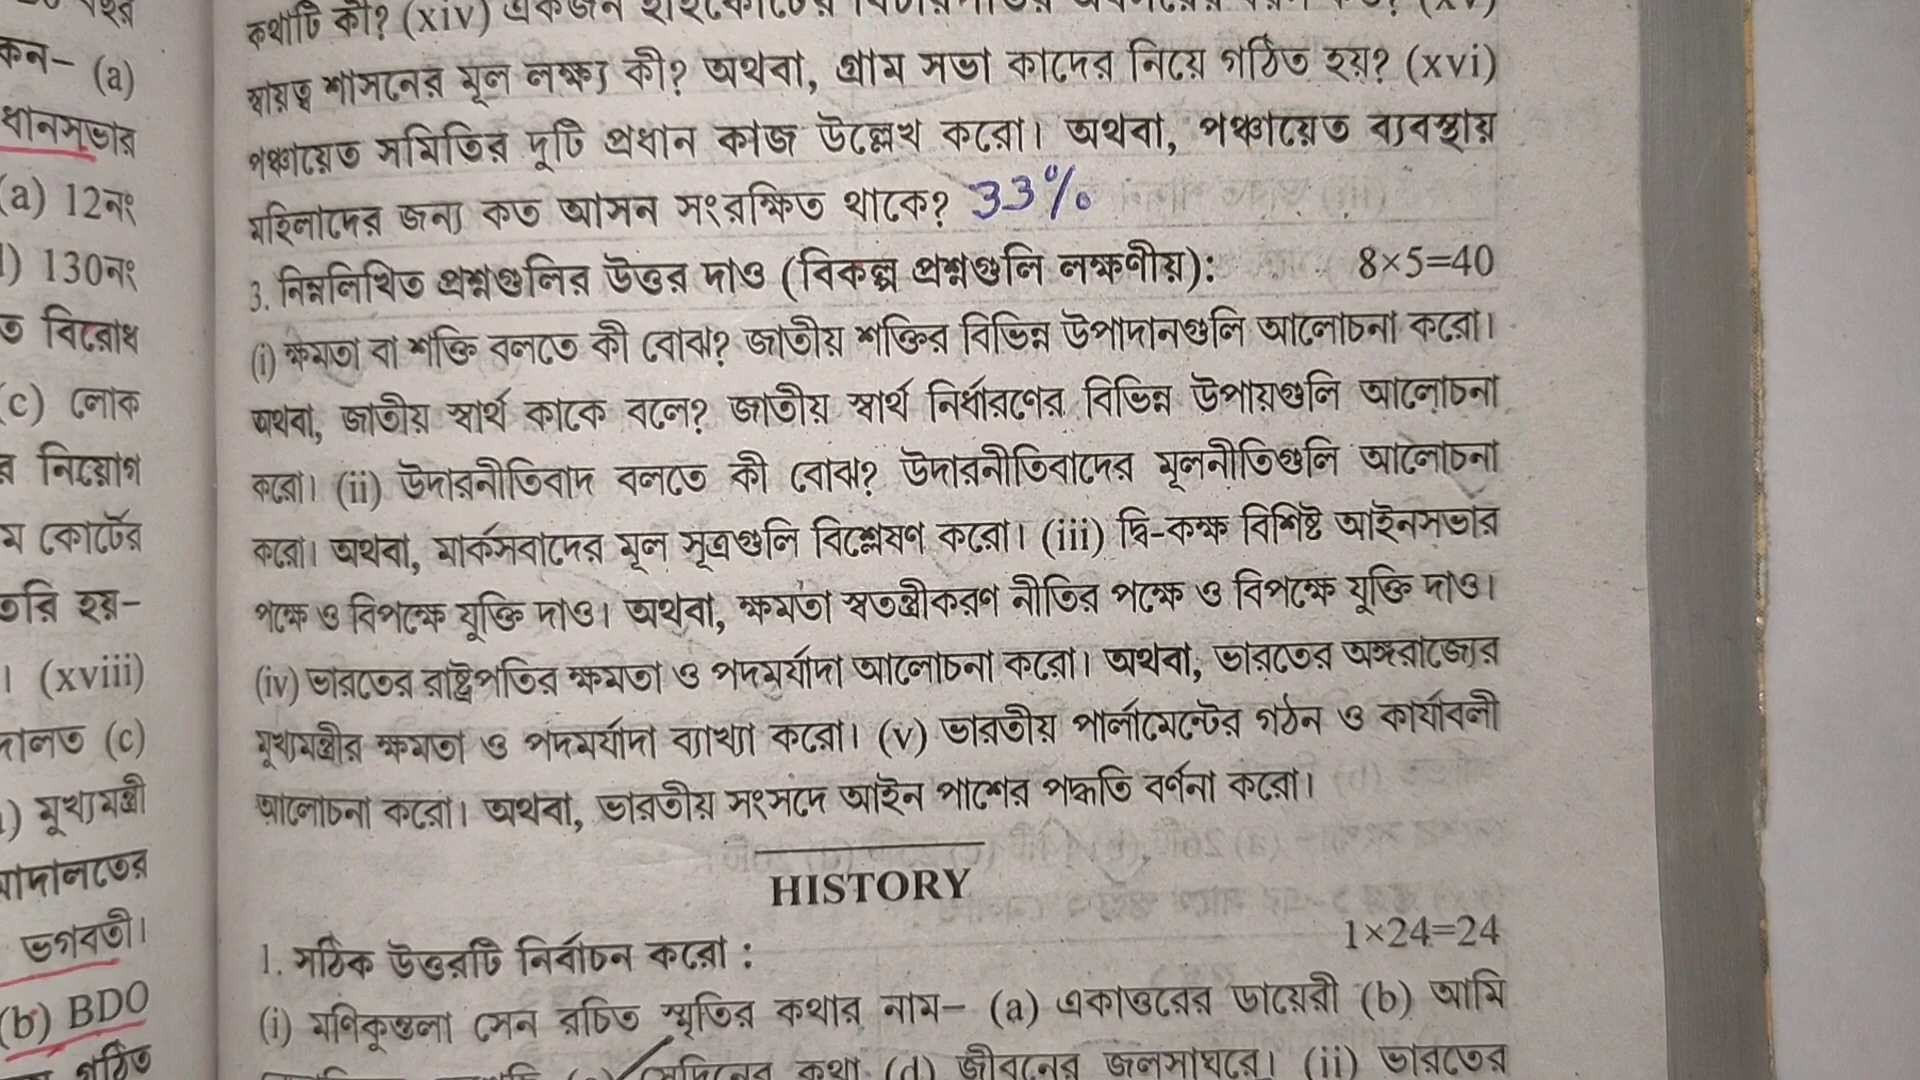 বছর
কথাটি কী? (xiv) একজন হাইকোর্টের
কন– (a)
স্বায়ত্ব শাসনের মূল লক্ষ্য কী? অথবা, গ্রাম সভা কাদের নিয়ে গঠিত হয়? (xvi)
ধানসভার
পঞ্চায়েত সমিতির দুটি প্রধান কাজ উল্লেখ করো। অথবা, পঞ্চায়েত ব্যবস্থায়
(a) 12নং
মহিলাদের জন্য কত আসন সংরক্ষিত থাকে? 33%
) 130নং
3. নিম্নলিখিত প্রশ্নগুলির উত্তর দাও (বিকল্প প্রশ্নগুলি লক্ষণীয়): 8×5=40
ত বিরোধ
(i) ক্ষমতা বা শক্তি বলতে কী বোঝ? জাতীয় শক্তির বিভিন্ন উপাদানগুলি আলোচনা করো।
(c) লোক
অথবা, জাতীয় স্বার্থ কাকে বলে? জাতীয় স্বার্থ নির্ধারণের বিভিন্ন উপায়গুলি আলোচনা
র নিয়োগ
করো। (ii) উদারনীতিবাদ বলতে কী বোঝ? উদারনীতিবাদের মূলনীতিগুলি আলোচনা
ম কোর্টের
করো। অথবা, মার্কসবাদের মূল সূত্রগুলি বিশ্লেষণ করো। (iii) দ্বি-কক্ষ বিশিষ্ট আইনসভার
তরি হয়–
পক্ষে ও বিপক্ষে যুক্তি দাও। অথবা, ক্ষমতা স্বতন্ত্রীকরণ নীতির পক্ষে ও বিপক্ষে যুক্তি দাও।
। (xviii)
(iv) ভারতের রাষ্ট্রপতির ক্ষমতা ও পদমর্যাদা আলোচনা করো। অথবা, ভারতের অঙ্গরাজ্যের
দালত (c)
মুখ্যমন্ত্রীর ক্ষমতা ও পদমর্যাদা ব্যাখ্যা করো। (v) ভারতীয় পার্লামেন্টের গঠন ও কার্যাবলী
) মুখ্যমন্ত্রী
আলোচনা করো। অথবা, ভারতীয় সংসদে আইন পাশের পদ্ধতি বর্ণনা করো।
আদালতের
HISTORY
ভগবতী।
1. সঠিক উত্তরটি নির্বাচন করো : 1×24=24
(b) BDO
(i) মণিকুন্তলা সেন রচিত স্মৃতির কথার নাম– (a) একাত্তরের ডায়েরী (b) আমি
গঠিত
সেদিনের কথা (d) জীবনের জলসাঘরে। (ii) ভারতের